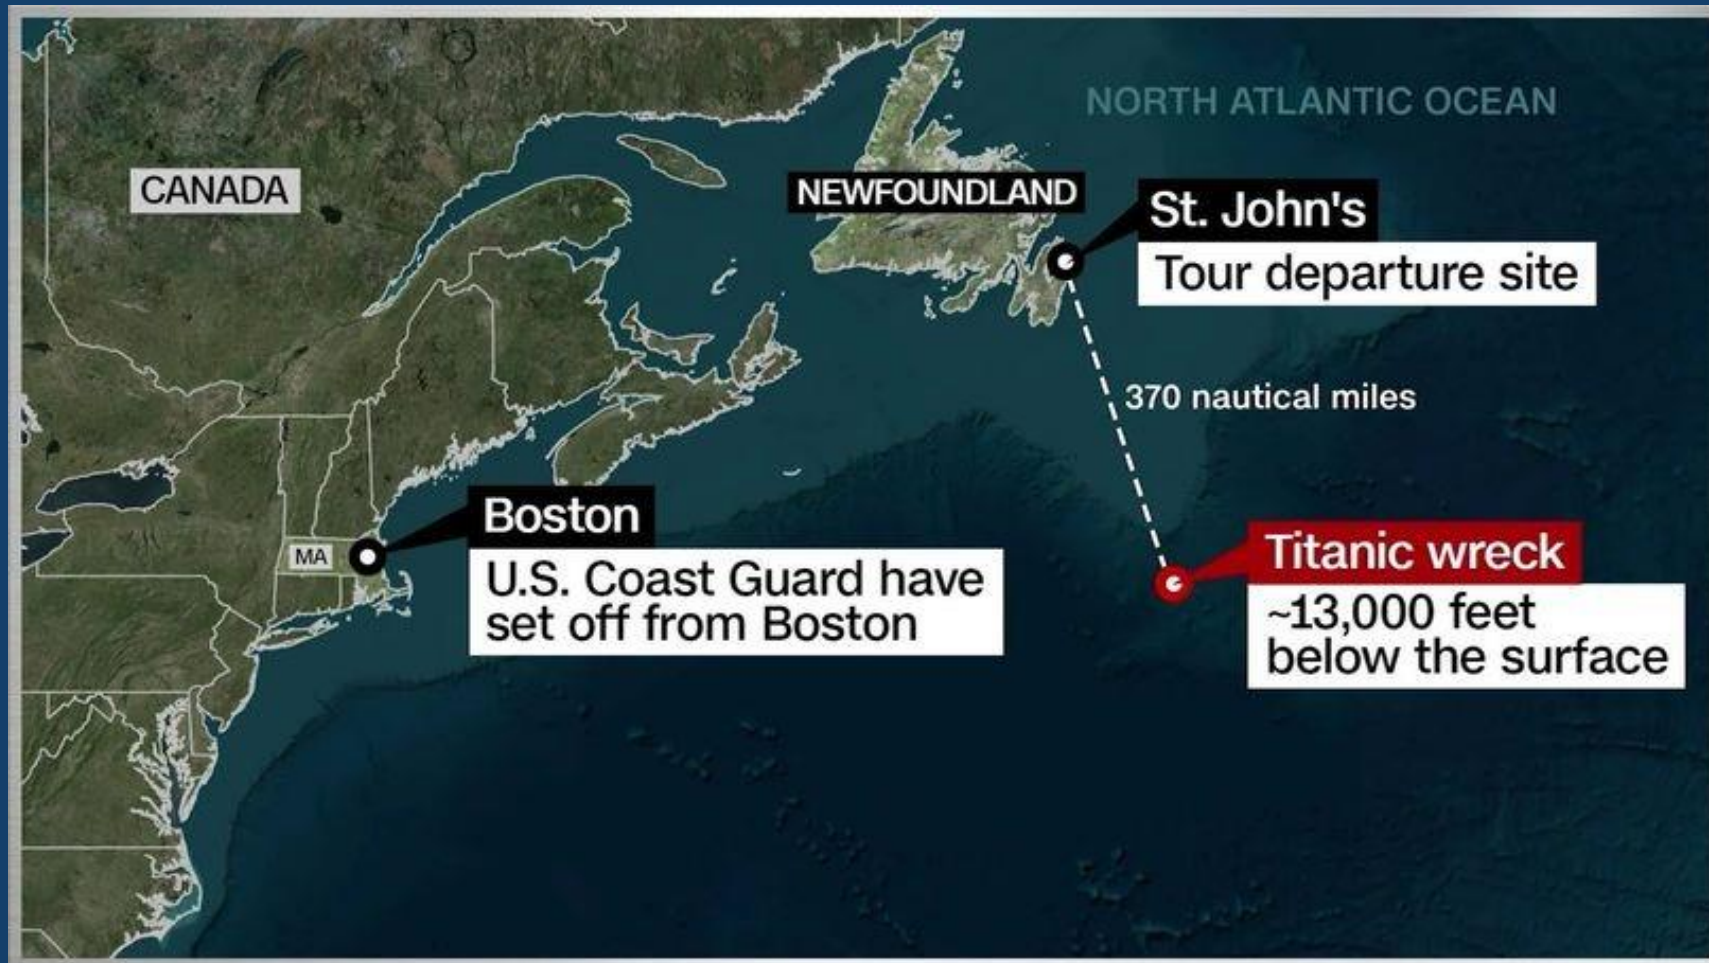 NORTH ATLANTIC OCEAN
CANADA
NEWFOUNDLAND
St. John's
Tour departure site
370 nautical miles
Boston
MA
U.S. Coast Guard have
set off from Boston
Titanic wreck
~13,000 feet
below the surface